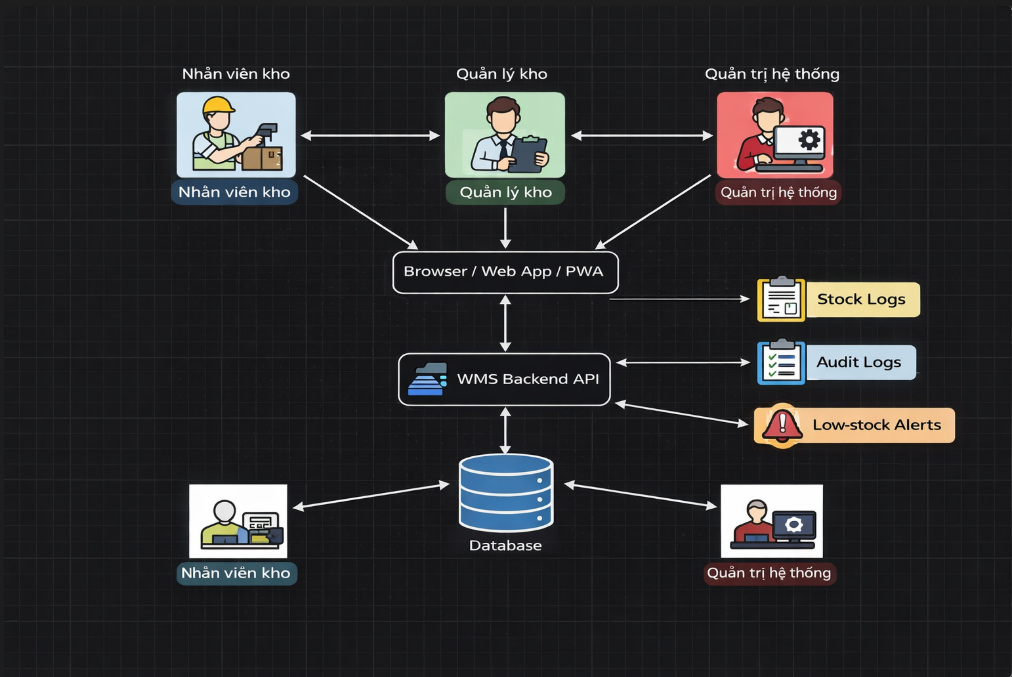 Nhân viên kho
Quản lý kho
Quản trị hệ thống
Nhân viên kho
Quản lý kho
Quản trị hệ thống
Browser / Web App / PWA
Stock Logs
Audit Logs
WMS Backend API
Low-stock Alerts
Database
Nhân viên kho
Quản trị hệ thống